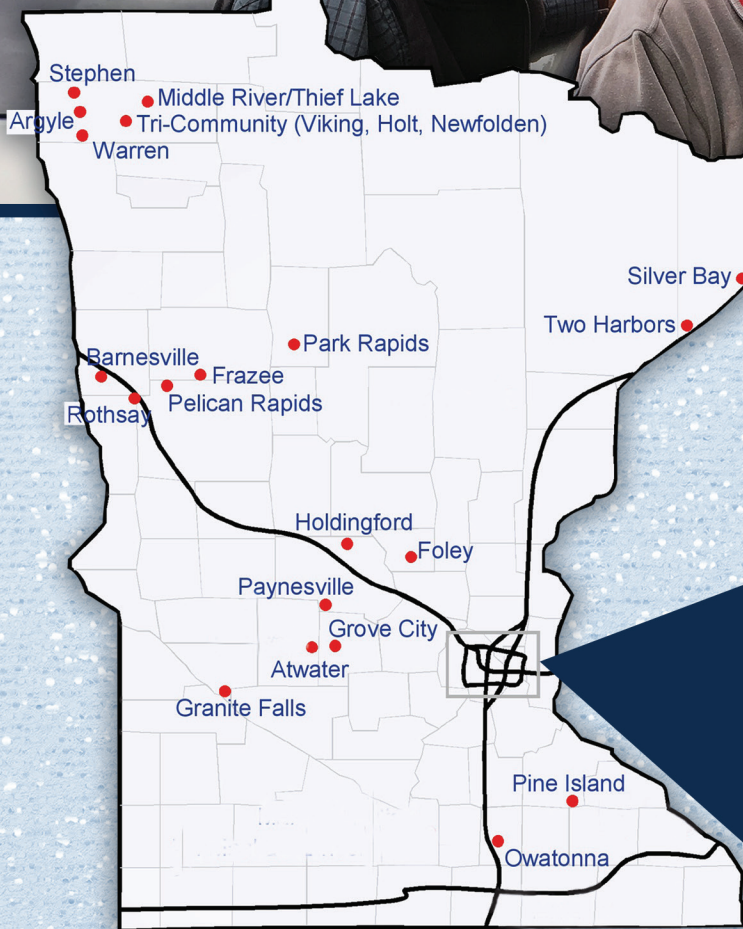 Stephen
Middle River/Thief Lake
Argyle
Tri-Community (Viking, Holt, Newfolden)
Warren
Silver Bay
Two Harbors
Park Rapids
Barnesville
Frazee
Pelican Rapids
Rothsay
Holdingford
Foley
Paynesville
Grove City
Atwater
Granite Falls
Pine Island
Owatonna